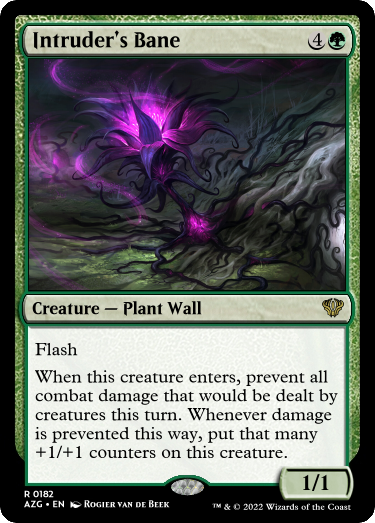 Intruder's Bane 4
Creature — Plant Wall
Flash
When this creature enters, prevent all
combat damage that would be dealt by
creatures this turn. Whenever damage
is prevented this way, put that many
+1/+1 counters on this creature.
1/1
R 0182
AZG • EN Rogier van de Beek
™ & © 2022 Wizards of the Coast